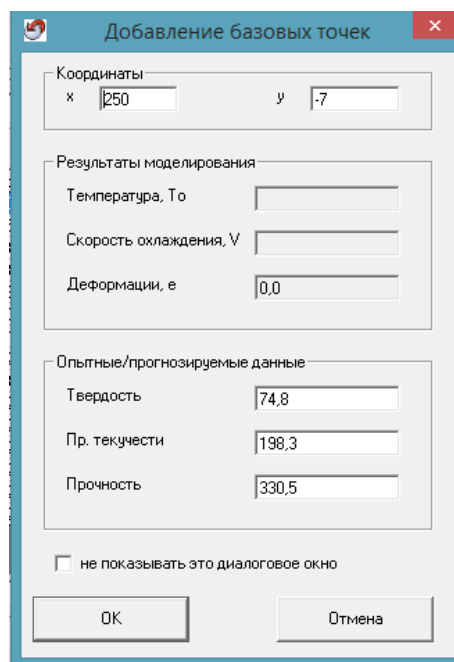 Добавление базовых точек
Координаты
x 250 y -7
Результаты моделирования
Температура, То
Скорость охлаждения, V
Деформации, е 0,0
Опытные/прогнозируемые данные
Твердость 74,8
Пр. текучести 198,3
Прочность 330,5
не показывать это диалоговое окно
OK Отмена